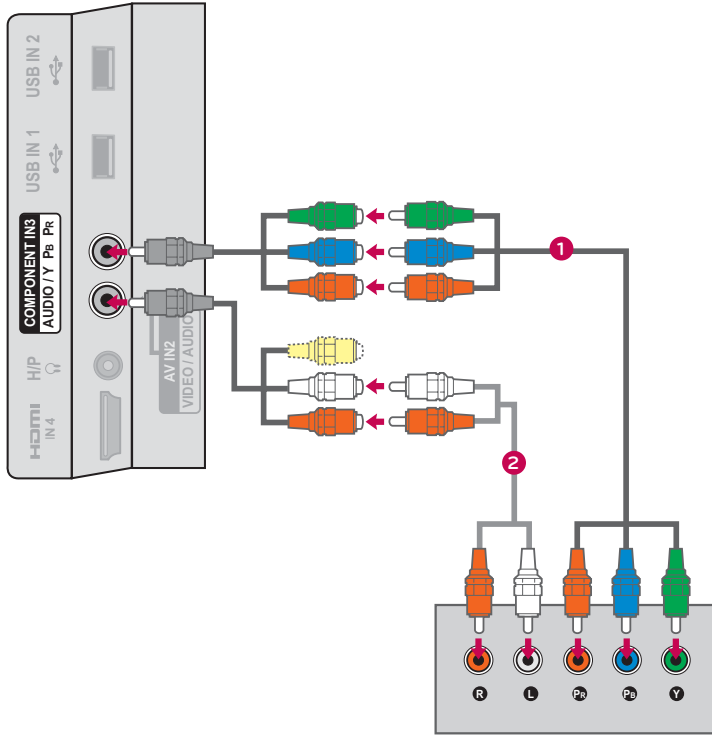 USB IN 2
USB IN 1
COMPONENT IN3
AUDIO / Y PB PR
H/P
HDMI
IN 4
AV IN2
VIDEO / AUDIO
1
2
R
L
PR
PB
Y